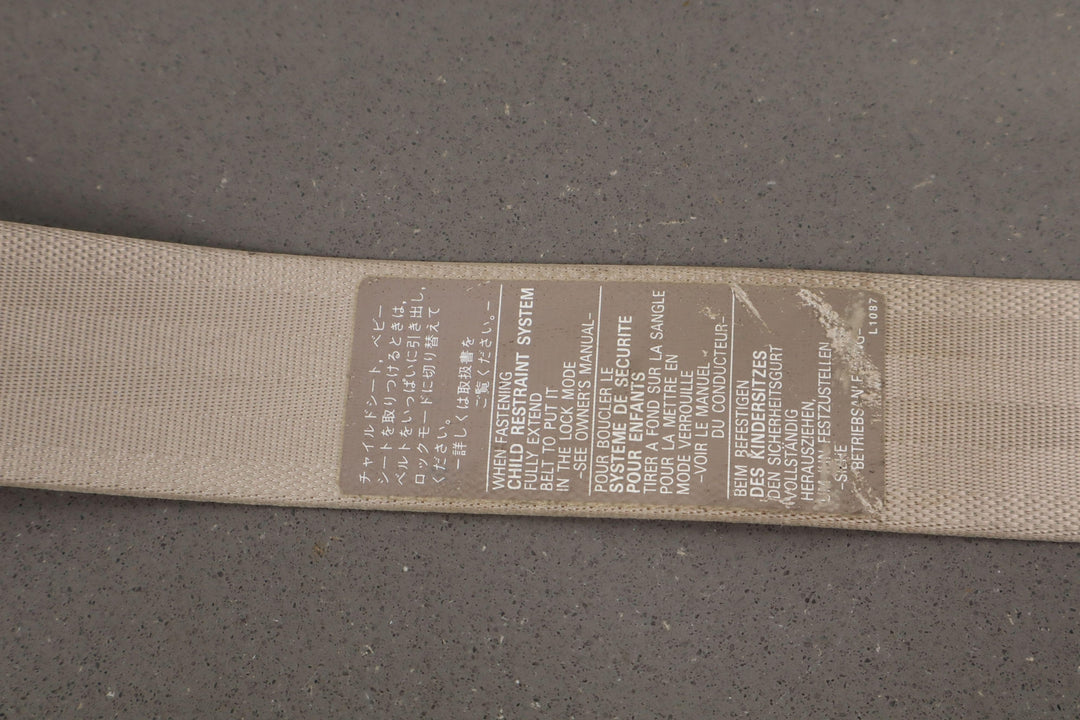 チャイルドシート，ベビー
シートを取りつけるときは，
ベルトをいっぱいに引き出し，
ロックモードに切り替えて
ください。
－詳しくは取扱書を
ご覧ください。－
WHEN FASTENING
CHILD RESTRAINT SYSTEM
FULLY EXTEND
BELT TO PUT IT
IN THE LOCK MODE
-SEE OWNER'S MANUAL-
POUR BOUCLER LE
SYSTEME DE SECURITE
POUR ENFANTS
TIRER A FOND SUR LA SANGLE
POUR LA METTRE EN
MODE VERROUILLE
-VOIR LE MANUEL
DU CONDUCTEUR-
BEIM BEFESTIGEN
DES KINDERSITZES
DEN SICHERHEITSGURT
VOLLSTÄNDIG
HERAUSZIEHEN,
UM IHN FESTZUSTELLEN
L1087